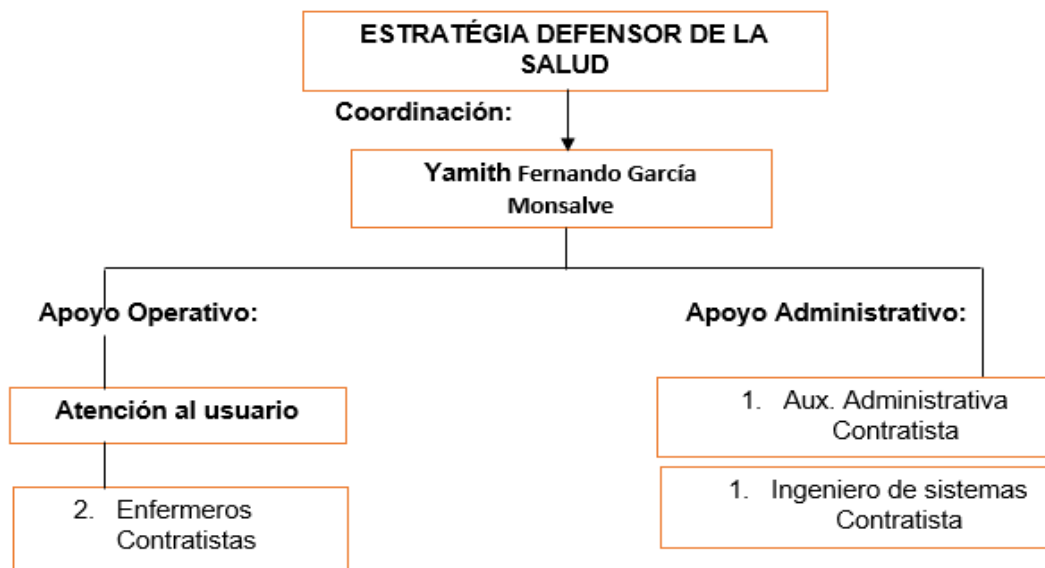 ESTRATÉGIA DEFENSOR DE LA
SALUD
Coordinación:
Yamith Fernando García
Monsalve
Apoyo Operativo:
Atención al usuario
2. Enfermeros
Contratistas
Apoyo Administrativo:
1. Aux. Administrativa
Contratista
1. Ingeniero de sistemas
Contratista